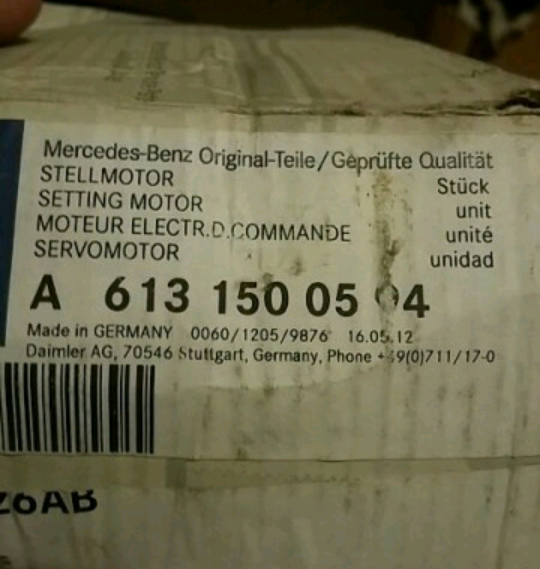 Mercedes-Benz Original-Teile/Geprüfte Qualität
STELLMOTOR
Stück
SETTING MOTOR
unit
MOTEUR ELECTR.D.COMMANDE
unité
SERVOMOTOR
unidad
A 613 150 05
Made in GERMANY 0060/1205/9876 16.05.12
Daimler AG, 70546 Stuttgart, Germany, Phone
26AB